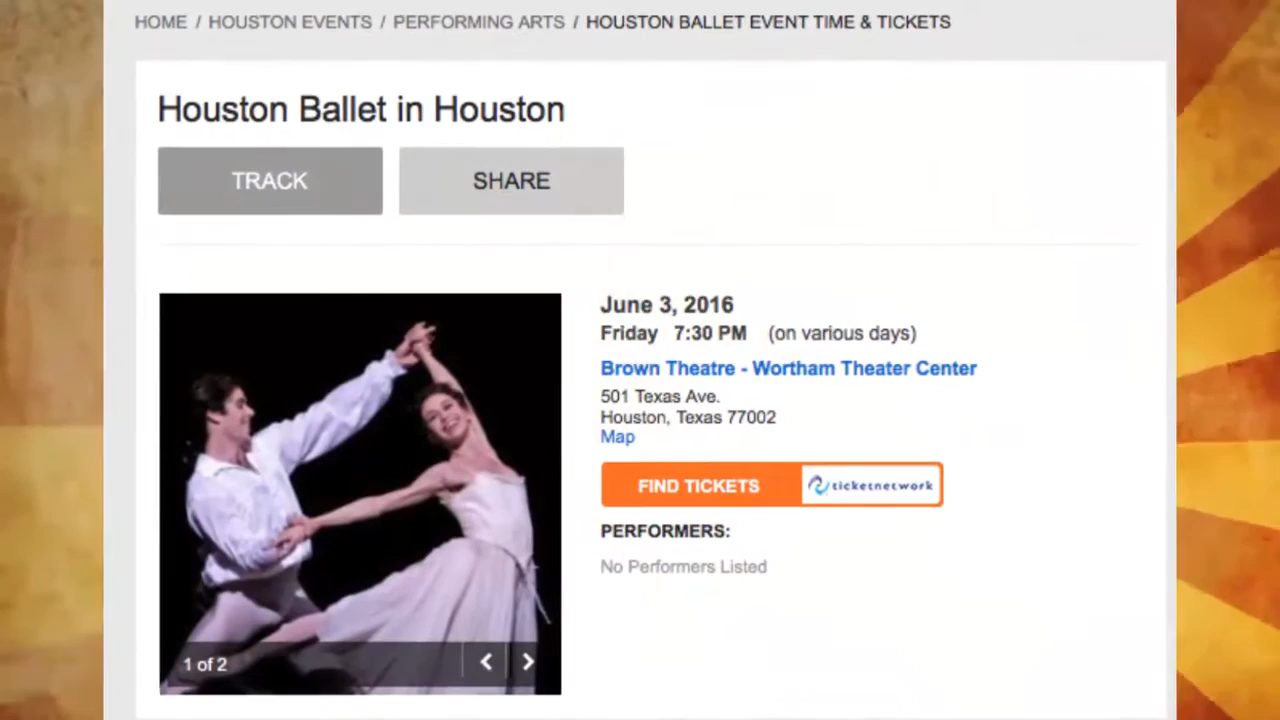 HOME / HOUSTON EVENTS / PERFORMING ARTS / HOUSTON BALLET EVENT TIME & TICKETS
Houston Ballet in Houston
TRACK
SHARE
June 3, 2016
Friday 7:30 PM (on various days)
Brown Theatre - Wortham Theater Center
501 Texas Ave.
Houston, Texas 77002
Map
FIND TICKETS ticketnetwork
PERFORMERS:
No Performers Listed
1 of 2